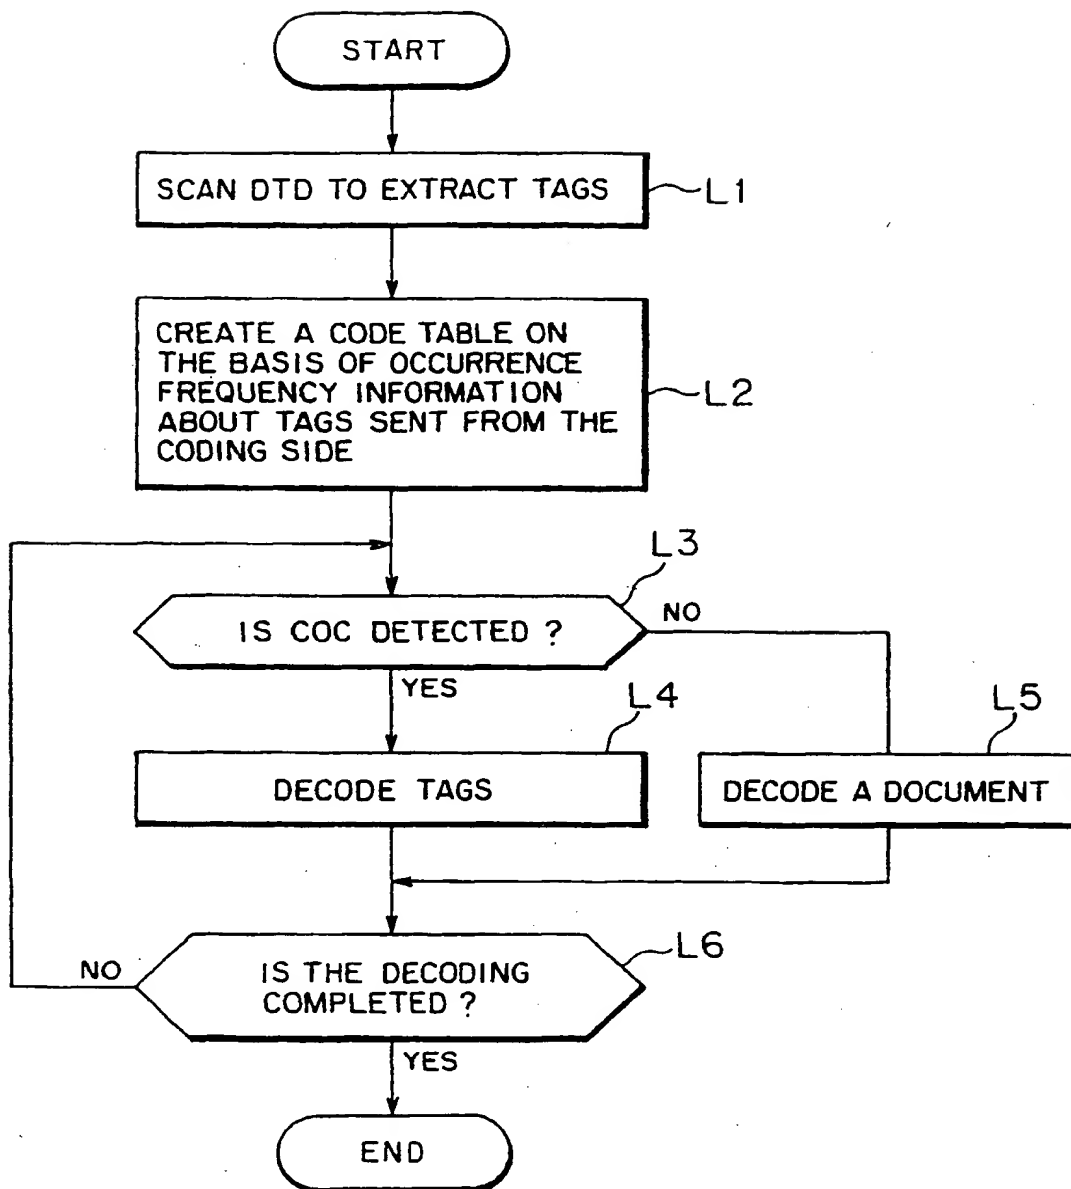 START
SCAN DTD TO EXTRACT TAGS
L1
CREATE A CODE TABLE ON
THE BASIS OF OCCURRENCE
FREQUENCY INFORMATION
ABOUT TAGS SENT FROM THE
CODING SIDE
L2
L3
IS COC DETECTED ?
NO
YES
L4
L5
DECODE TAGS
DECODE A DOCUMENT
L6
NO
IS THE DECODING
COMPLETED ?
YES
END